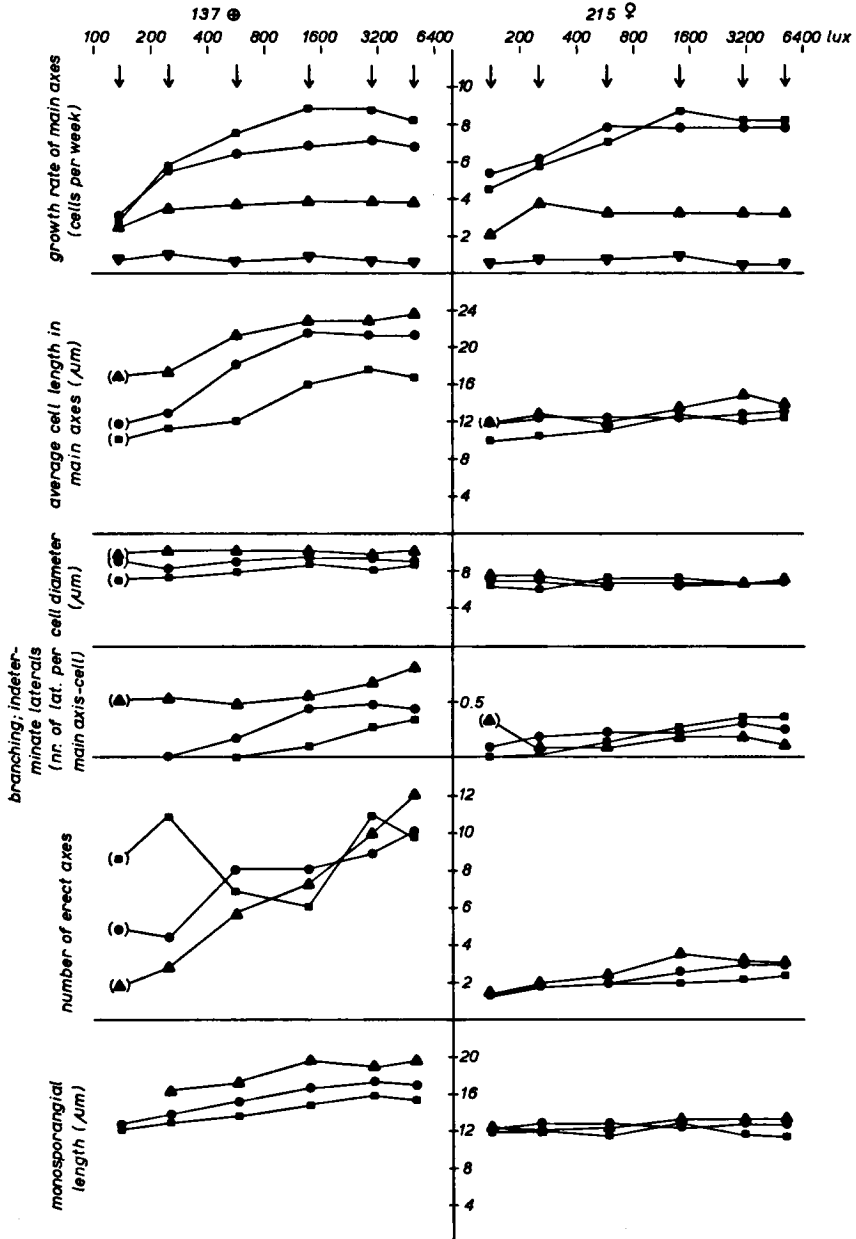 137 ⊕
215 ♀
100 200 400 800 1600 3200 6400
200 400 800 1600 3200 6400 lux
growth rate of main axes
(cells per week)
10
8
6
4
2
average cell length in
main axes (µm)
24
20
16
12
8
4
cell diameter
(µm)
8
4
branching; indeter-
minate laterals
(nr. of lat. per
main axis-cell)
0.5
number of erect axes
12
10
8
6
4
2
monosporangial
length (µm)
20
16
12
8
4